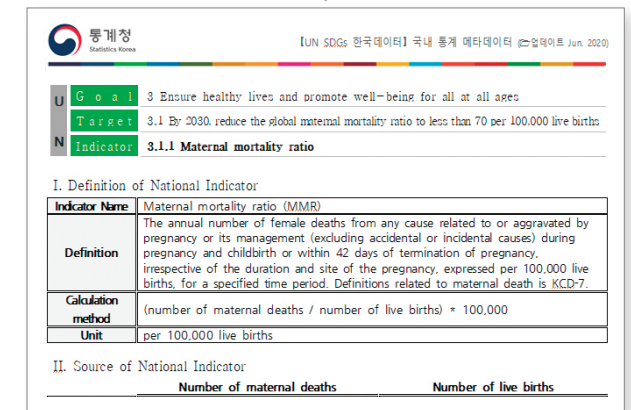 통계청
Statistics Korea
【UN SDGs 한국데이터】 국내 통계 메타데이터 (업데이트 Jun. 2020)
UN
Goal 3 Ensure healthy lives and promote well-being for all at all ages
Target 3.1 By 2030, reduce the global maternal mortality ratio to less than 70 per 100,000 live births
Indicator 3.1.1 Maternal mortality ratio
I. Definition of National Indicator
Indicator Name Maternal mortality ratio (MMR)
Definition
The annual number of female deaths from any cause related to or aggravated by
pregnancy or its management (excluding accidental or incidental causes) during
pregnancy and childbirth or within 42 days of termination of pregnancy,
irrespective of the duration and site of the pregnancy, expressed per 100,000 live
births, for a specified time period. Definitions related to maternal death is KCD-7.
Calculation
method
(number of maternal deaths / number of live births) * 100,000
Unit per 100,000 live births
II. Source of National Indicator
Number of maternal deaths Number of live births